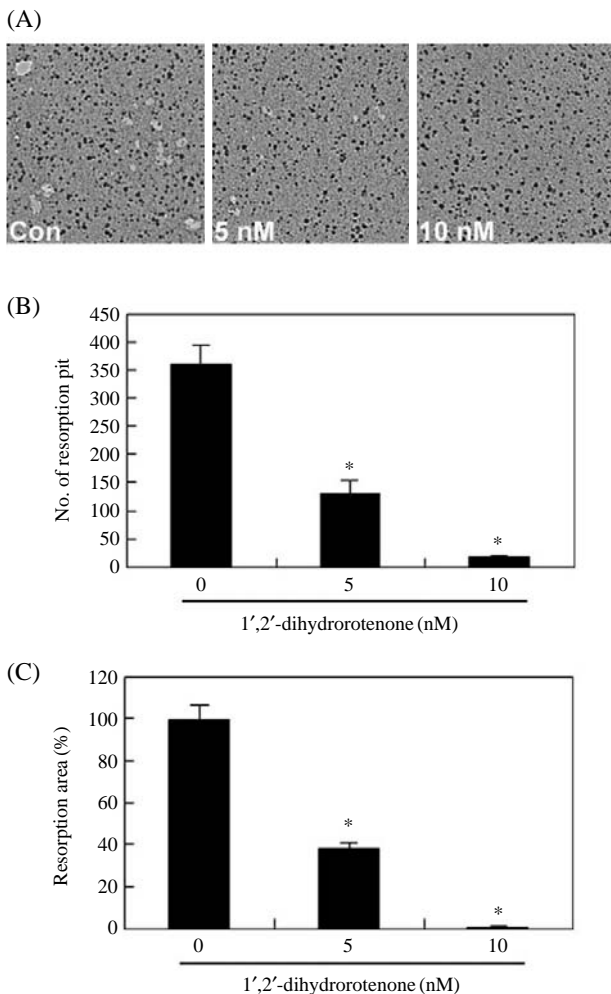 (A)
Con
5 nM
10 nM
(B)
No. of resorption pit
450
400
350
300
250
200
150
100
50
0
*
*
0
5
10
1′,2′-dihydrorotenone (nM)
(C)
Resorption area (%)
120
100
80
60
40
20
0
*
*
0
5
10
1′,2′-dihydrorotenone (nM)